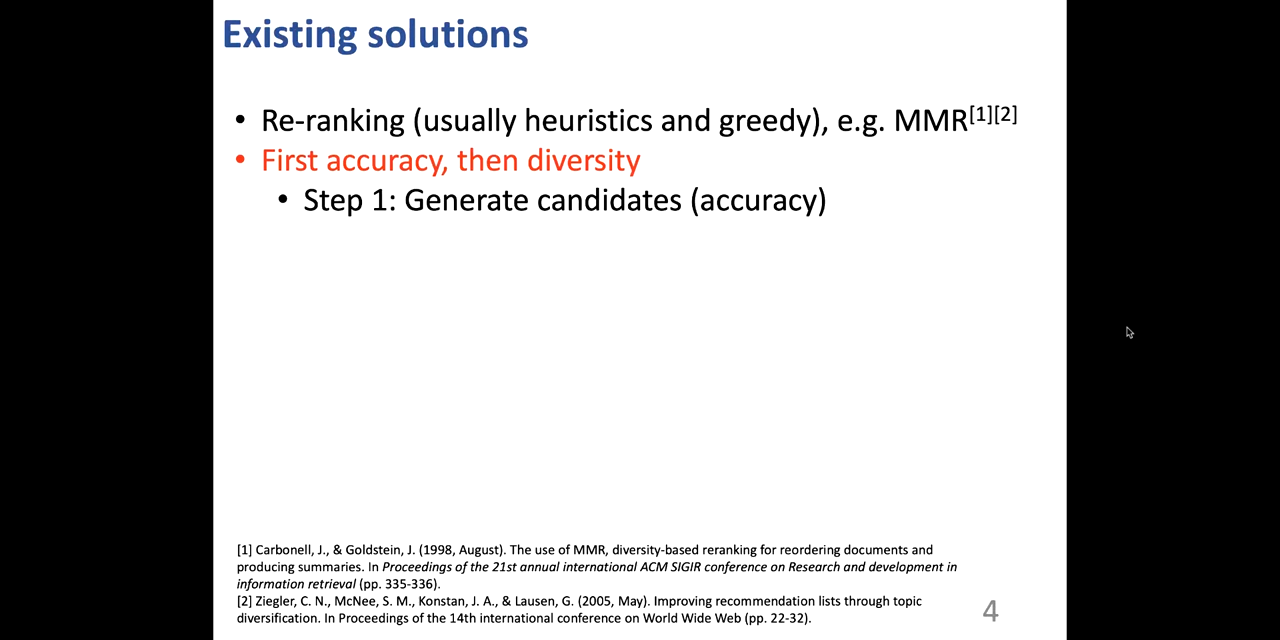 Existing solutions
• Re-ranking (usually heuristics and greedy), e.g. MMR[1][2]
• First accuracy, then diversity
• Step 1: Generate candidates (accuracy)
[1] Carbonell, J., & Goldstein, J. (1998, August). The use of MMR, diversity-based reranking for reordering documents and
producing summaries. In Proceedings of the 21st annual international ACM SIGIR conference on Research and development in
information retrieval (pp. 335-336).
[2] Ziegler, C. N., McNee, S. M., Konstan, J. A., & Lausen, G. (2005, May). Improving recommendation lists through topic
diversification. In Proceedings of the 14th international conference on World Wide Web (pp. 22-32).
4